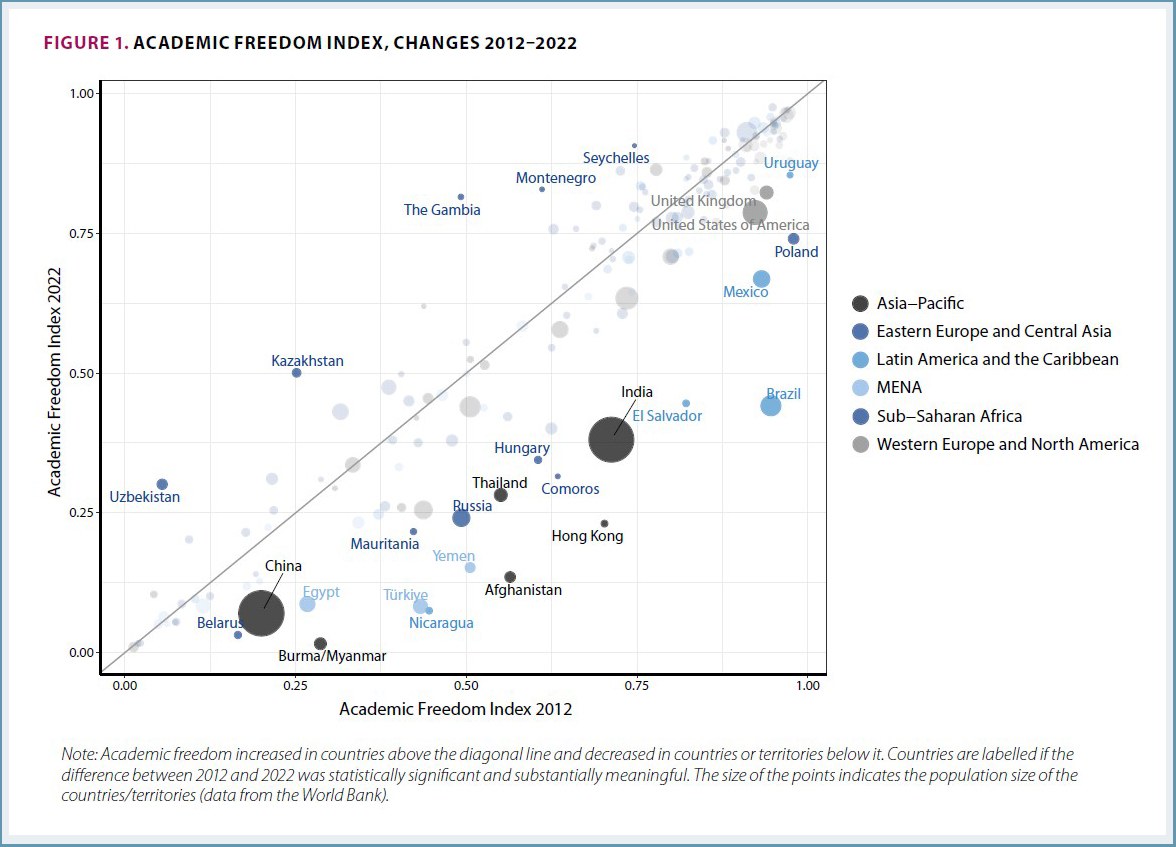 FIGURE 1. ACADEMIC FREEDOM INDEX, CHANGES 2012–2022
1.00
Seychelles
Uruguay
Montenegro
United Kingdom
The Gambia
United States of America
0.75
Poland
Mexico
Academic Freedom Index 2022
Asia–Pacific
Eastern Europe and Central Asia
Latin America and the Caribbean
MENA
Sub–Saharan Africa
Western Europe and North America
Kazakhstan
0.50
India
Brazil
El Salvador
Hungary
Thailand
Comoros
Uzbekistan
Russia
0.25
Hong Kong
Mauritania
Yemen
China
Afghanistan
Egypt
Türkiye
Belarus
Nicaragua
0.00
Burma/Myanmar
0.00 0.25 0.50 0.75 1.00
Academic Freedom Index 2012
Note: Academic freedom increased in countries above the diagonal line and decreased in countries or territories below it. Countries are labelled if the
difference between 2012 and 2022 was statistically significant and substantially meaningful. The size of the points indicates the population size of the
countries/territories (data from the World Bank).